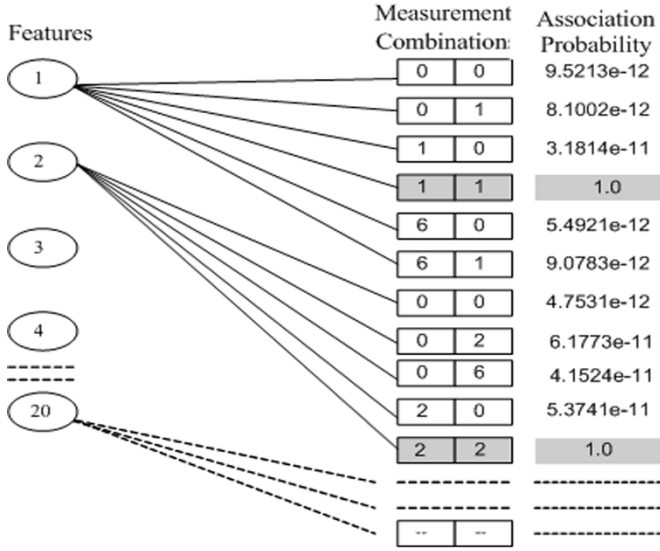 Features
Measurement Combination:
Association Probability
1
2
3
4
20
0 0 9.5213e-12
0 1 8.1002e-12
1 0 3.1814e-11
1 1 1.0
6 0 5.4921e-12
6 1 9.0783e-12
0 0 4.7531e-12
0 2 6.1773e-11
0 6 4.1524e-11
2 0 5.3741e-11
2 2 1.0
-- --